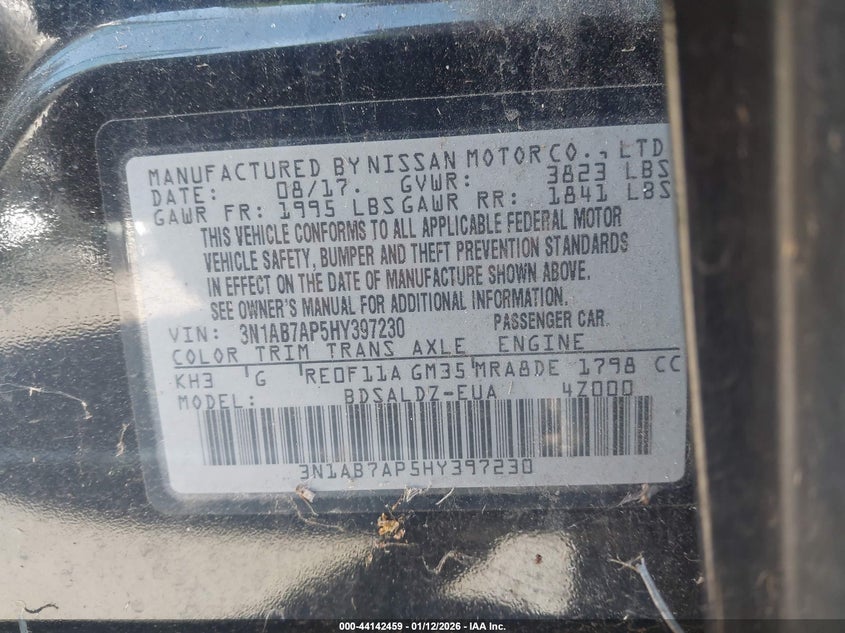 MANUFACTURED BY NISSAN MOTOR CO., LTD
DATE: 08/17. GVWR: 3823 LBS
GAWR FR: 1995 LBS GAWR RR: 1841 LBS
THIS VEHICLE CONFORMS TO ALL APPLICABLE FEDERAL MOTOR
VEHICLE SAFETY, BUMPER AND THEFT PREVENTION STANDARDS
IN EFFECT ON THE DATE OF MANUFACTURE SHOWN ABOVE.
SEE OWNER'S MANUAL FOR ADDITIONAL INFORMATION.
VIN: 3N1AB7AP5HY397230 PASSENGER CAR
COLOR TRIM TRANS AXLE ENGINE
KH3 G RE0F11A GM35 MRA8DE 1798 CC
MODEL: BDSALDZ-EUA 4Z000
3N1AB7AP5HY397230
000-44142459 | 01/12/2026 - IAA Inc.